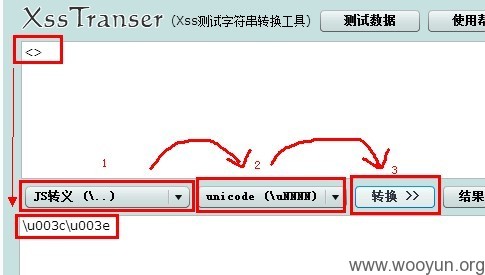 XssTranser (Xss测试字符串转换工具) 测试数据 使用帮
<>
1 2 3
JS转义 (\..) unicode (\uNNNN) 转换 >> 结果
\u003c\u003e
www.wooyun.org